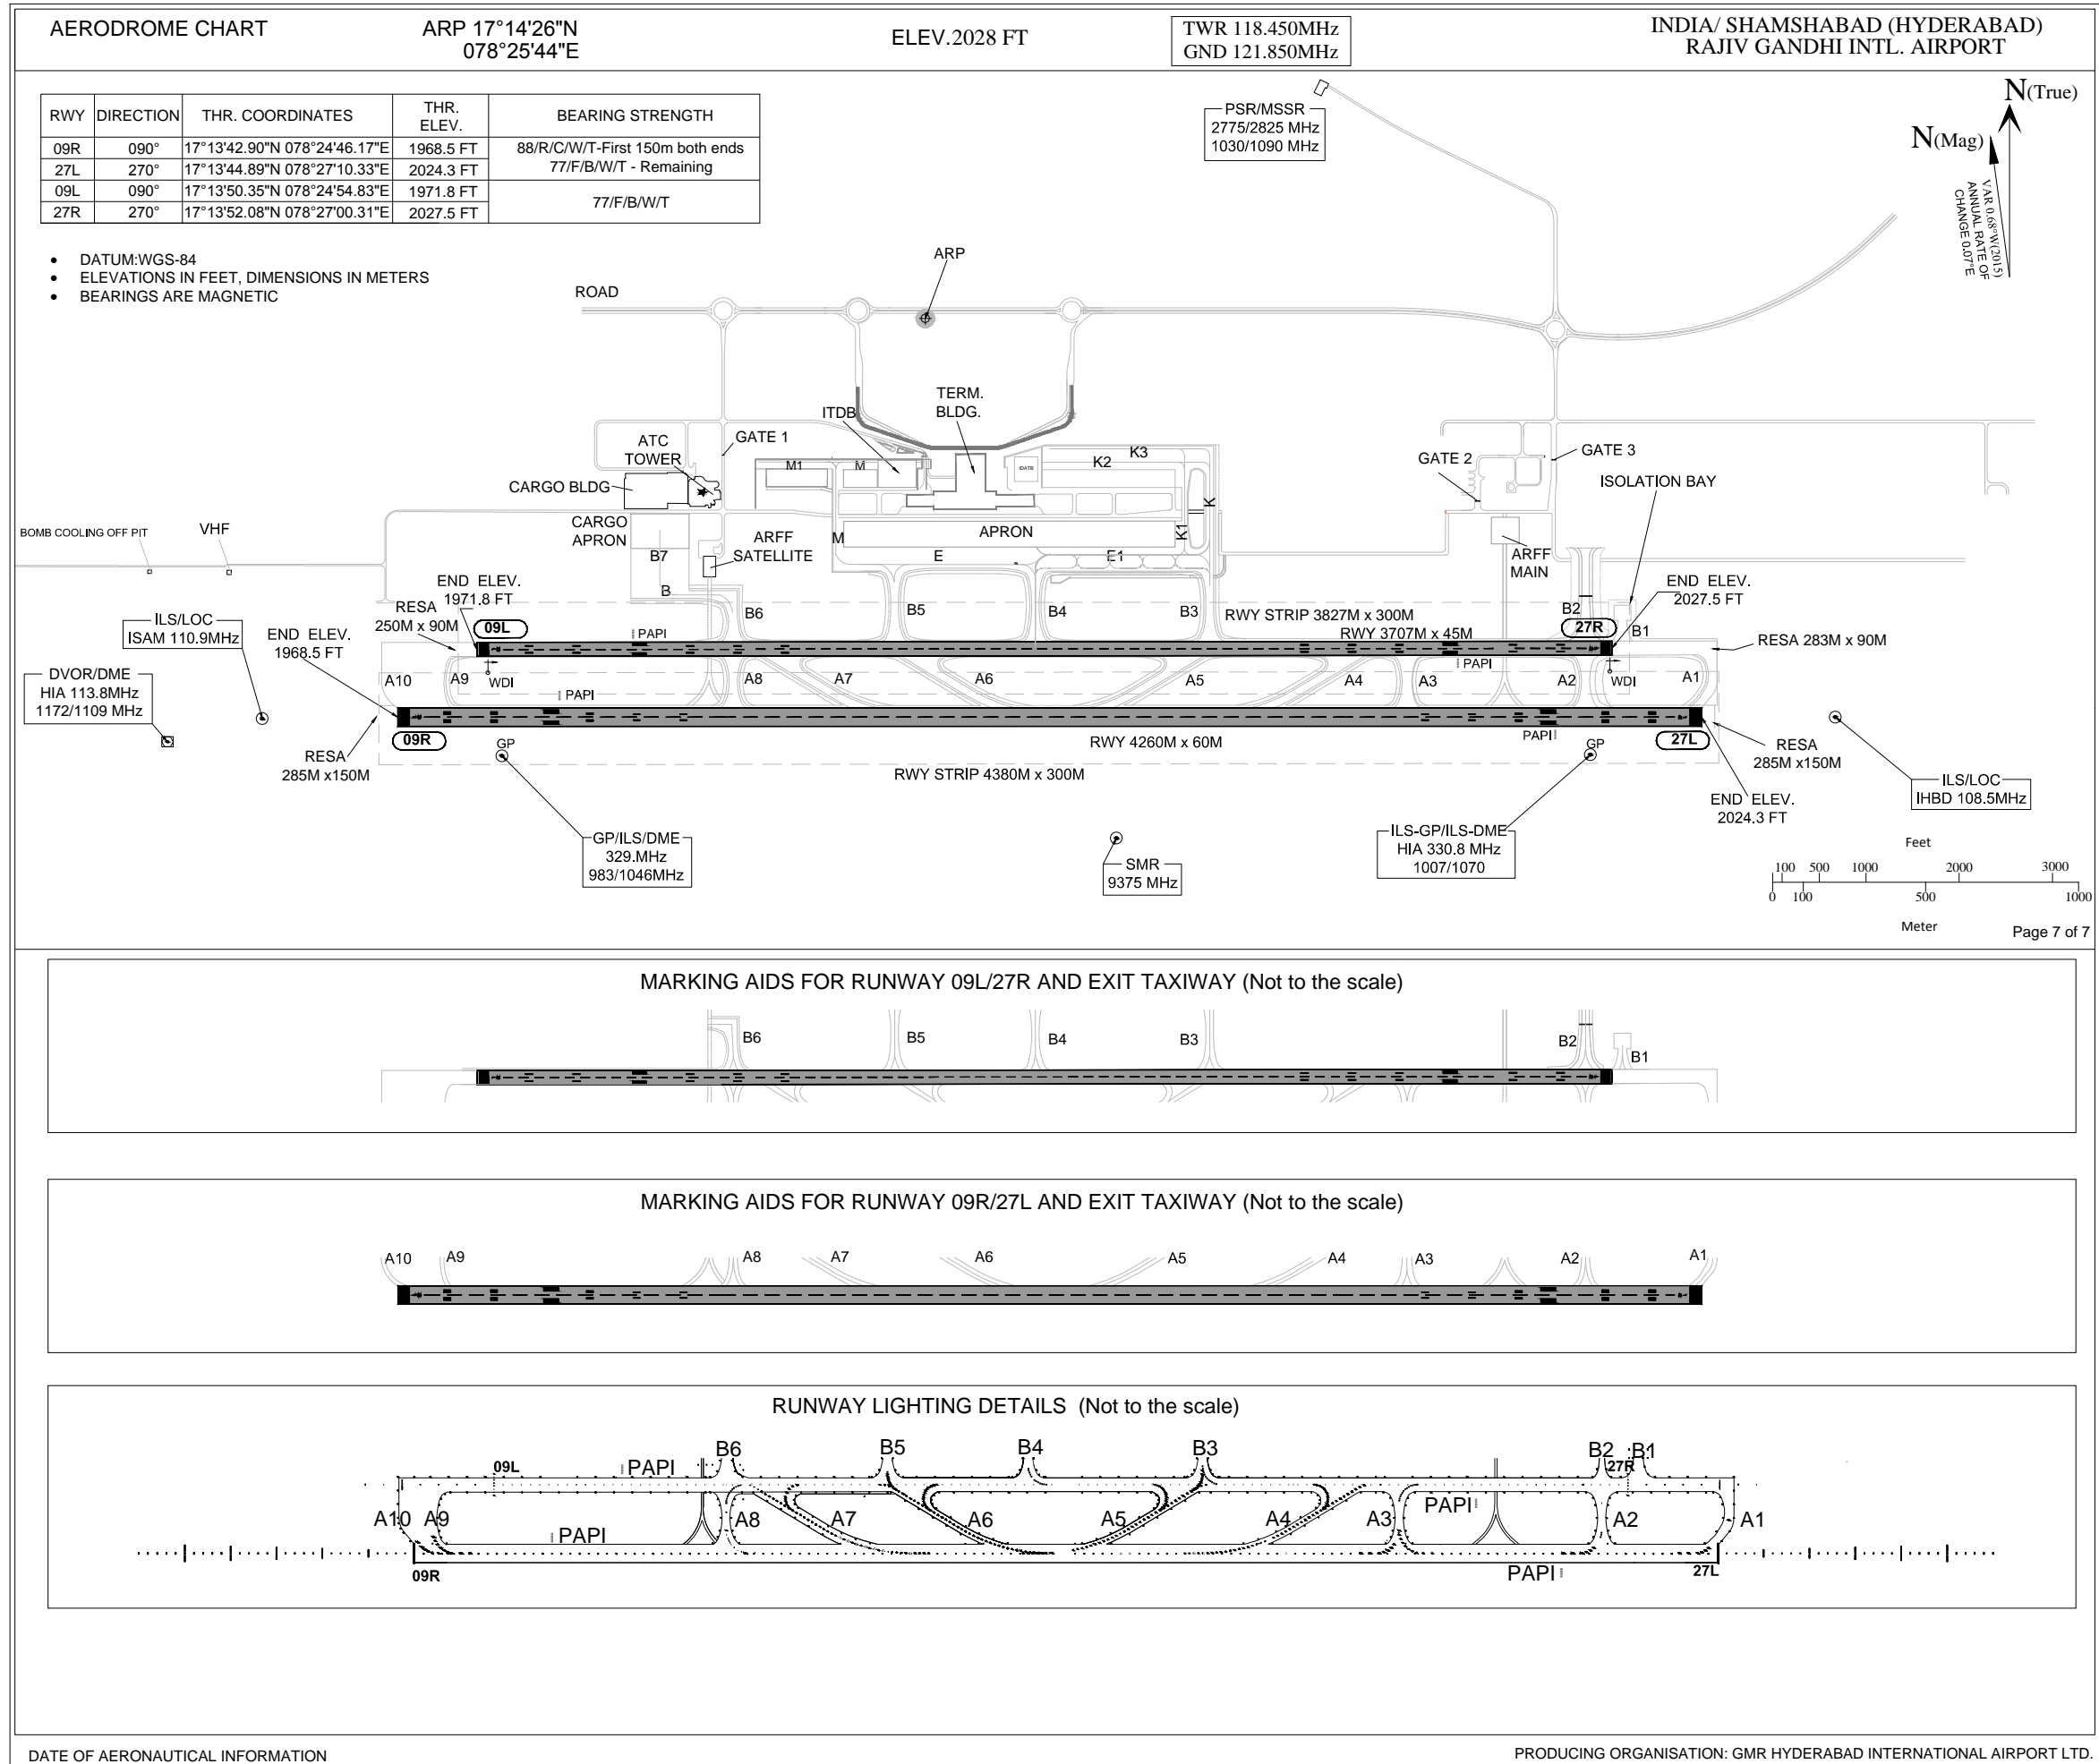 AERODROME CHART
ARP 17°14'26"N
078°25'44"E
ELEV.2028 FT
TWR 118.450MHz
GND 121.850MHz
INDIA/ SHAMSHABAD (HYDERABAD)
RAJIV GANDHI INTL. AIRPORT
RWY DIRECTION THR. COORDINATES THR. ELEV. BEARING STRENGTH
09R 090° 17°13'42.90"N 078°24'46.17"E 1968.5 FT 88/R/C/W/T-First 150m both ends
27L 270° 17°13'44.89"N 078°27'10.33"E 2024.3 FT 77/F/B/W/T - Remaining
09L 090° 17°13'50.35"N 078°24'54.83"E 1971.8 FT 77/F/B/W/T
27R 270° 17°13'52.08"N 078°27'00.31"E 2027.5 FT
• DATUM:WGS-84
• ELEVATIONS IN FEET, DIMENSIONS IN METERS
• BEARINGS ARE MAGNETIC
PSR/MSSR
2775/2825 MHz
1030/1090 MHz
N(True)
N(Mag)
VAR 0.68°W(2015)
ANNUAL RATE OF
CHANGE 0.07'E
ARP
ROAD
TERM.
BLDG.
ITDB
ATC
TOWER
GATE 1
M1
M
IDATB
K3
K2
GATE 2
GATE 3
CARGO BLDG
ISOLATION BAY
K
BOMB COOLING OFF PIT
VHF
CARGO
APRON
ARFF
SATELLITE
M
APRON
K1
B7
E
E1
ARFF
MAIN
END ELEV.
1971.8 FT
B
END ELEV.
2027.5 FT
RESA
250M x 90M
B6
B5
B4
B3
RWY STRIP 3827M x 300M
B2
ILS/LOC
ISAM 110.9MHz
END ELEV.
1968.5 FT
09L
PAPI
RWY 3707M x 45M
27R
B1
RESA 283M x 90M
PAPI
DVOR/DME
HIA 113.8MHz
1172/1109 MHz
A10
A9
WDI
PAPI
A8
A7
A6
A5
A4
A3
A2
WDI
A1
09R
GP
RWY 4260M x 60M
PAPI
GP
27L
RESA
285M x150M
RWY STRIP 4380M x 300M
RESA
285M x150M
ILS/LOC
IHBD 108.5MHz
END ELEV.
2024.3 FT
GP/ILS/DME
329.MHz
983/1046MHz
SMR
9375 MHz
ILS-GP/ILS-DME
HIA 330.8 MHz
1007/1070
Feet
100 500 1000 2000 3000
0 100 500 1000
Meter
Page 7 of 7
MARKING AIDS FOR RUNWAY 09L/27R AND EXIT TAXIWAY (Not to the scale)
B6 B5 B4 B3 B2 B1
MARKING AIDS FOR RUNWAY 09R/27L AND EXIT TAXIWAY (Not to the scale)
A10 A9 A8 A7 A6 A5 A4 A3 A2 A1
RUNWAY LIGHTING DETAILS (Not to the scale)
B6 B5 B4 B3 B2 B1
09L PAPI 27R
PAPI
A10 A9 A8 A7 A6 A5 A4 A3 A2 A1
PAPI
09R PAPI 27L
DATE OF AERONAUTICAL INFORMATION
PRODUCING ORGANISATION: GMR HYDERABAD INTERNATIONAL AIRPORT LTD.